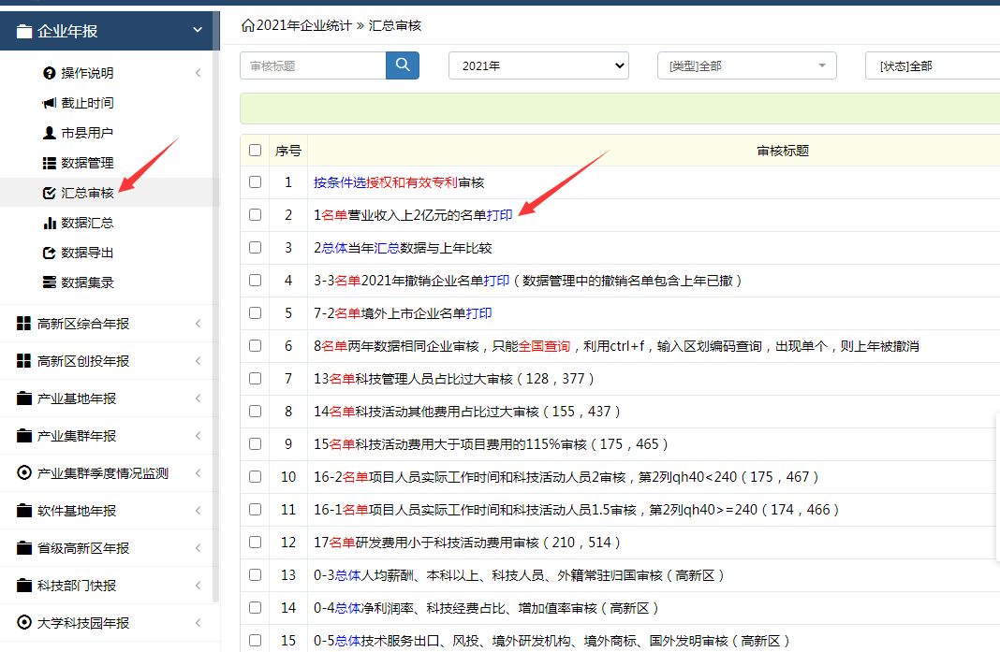 企业年报
操作说明
截止时间
市县用户
数据管理
汇总审核
数据汇总
数据导出
数据集录
高新区综合年报
高新区创投年报
产业基地年报
产业集群年报
产业集群季度情况监测
软件基地年报
省级高新区年报
科技部门快报
大学科技园年报
2021年企业统计 » 汇总审核
审核标题 2021年 [类型]全部 [状态]全部
序号 审核标题
1 按条件选授权和有效专利审核
2 1名单营业收入上2亿元的名单打印
3 2总体当年汇总数据与上年比较
4 3-3名单2021年撤销企业名单打印（数据管理中的撤销名单包含上年已撤）
5 7-2名单境外上市企业名单打印
6 8名单两年数据相同企业审核，只能全国查询，利用ctrl+f，输入区划编码查询，出现单个，则上年被撤消
7 13名单科技管理人员占比过大审核（128，377）
8 14名单科技活动其他费用占比过大审核（155，437）
9 15名单科技活动费用大于项目费用的115%审核（175，465）
10 16-2名单项目人员实际工作时间和科技活动人员2审核，第2列qh40<240（175，467）
11 16-1名单项目人员实际工作时间和科技活动人员1.5审核，第2列qh40>=240（174，466）
12 17名单研发费用小于科技活动费用审核（210，514）
13 0-3总体人均薪酬、本科以上、科技人员、外籍常驻归国审核（高新区）
14 0-4总体净利润率、科技经费占比、增加值率审核（高新区）
15 0-5总体技术服务出口、风投、境外研发机构、境外商标、国外发明审核（高新区）